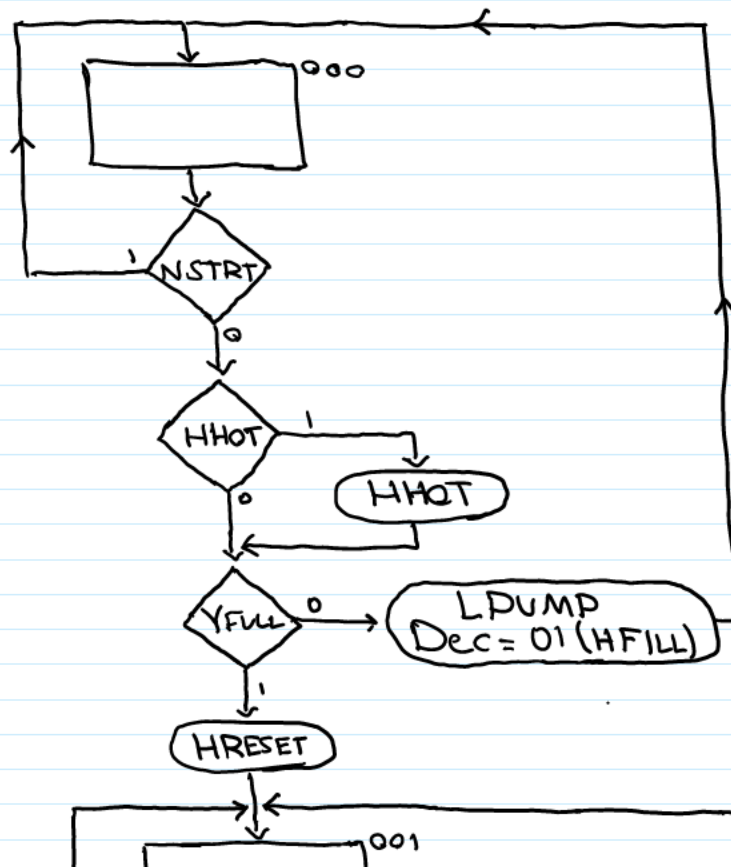 000
1
NSTRT
0
HHOT
1
0
HHOT
YFULL
0
LPUMP
Dec = 01 (HFILL)
1
HRESET
001